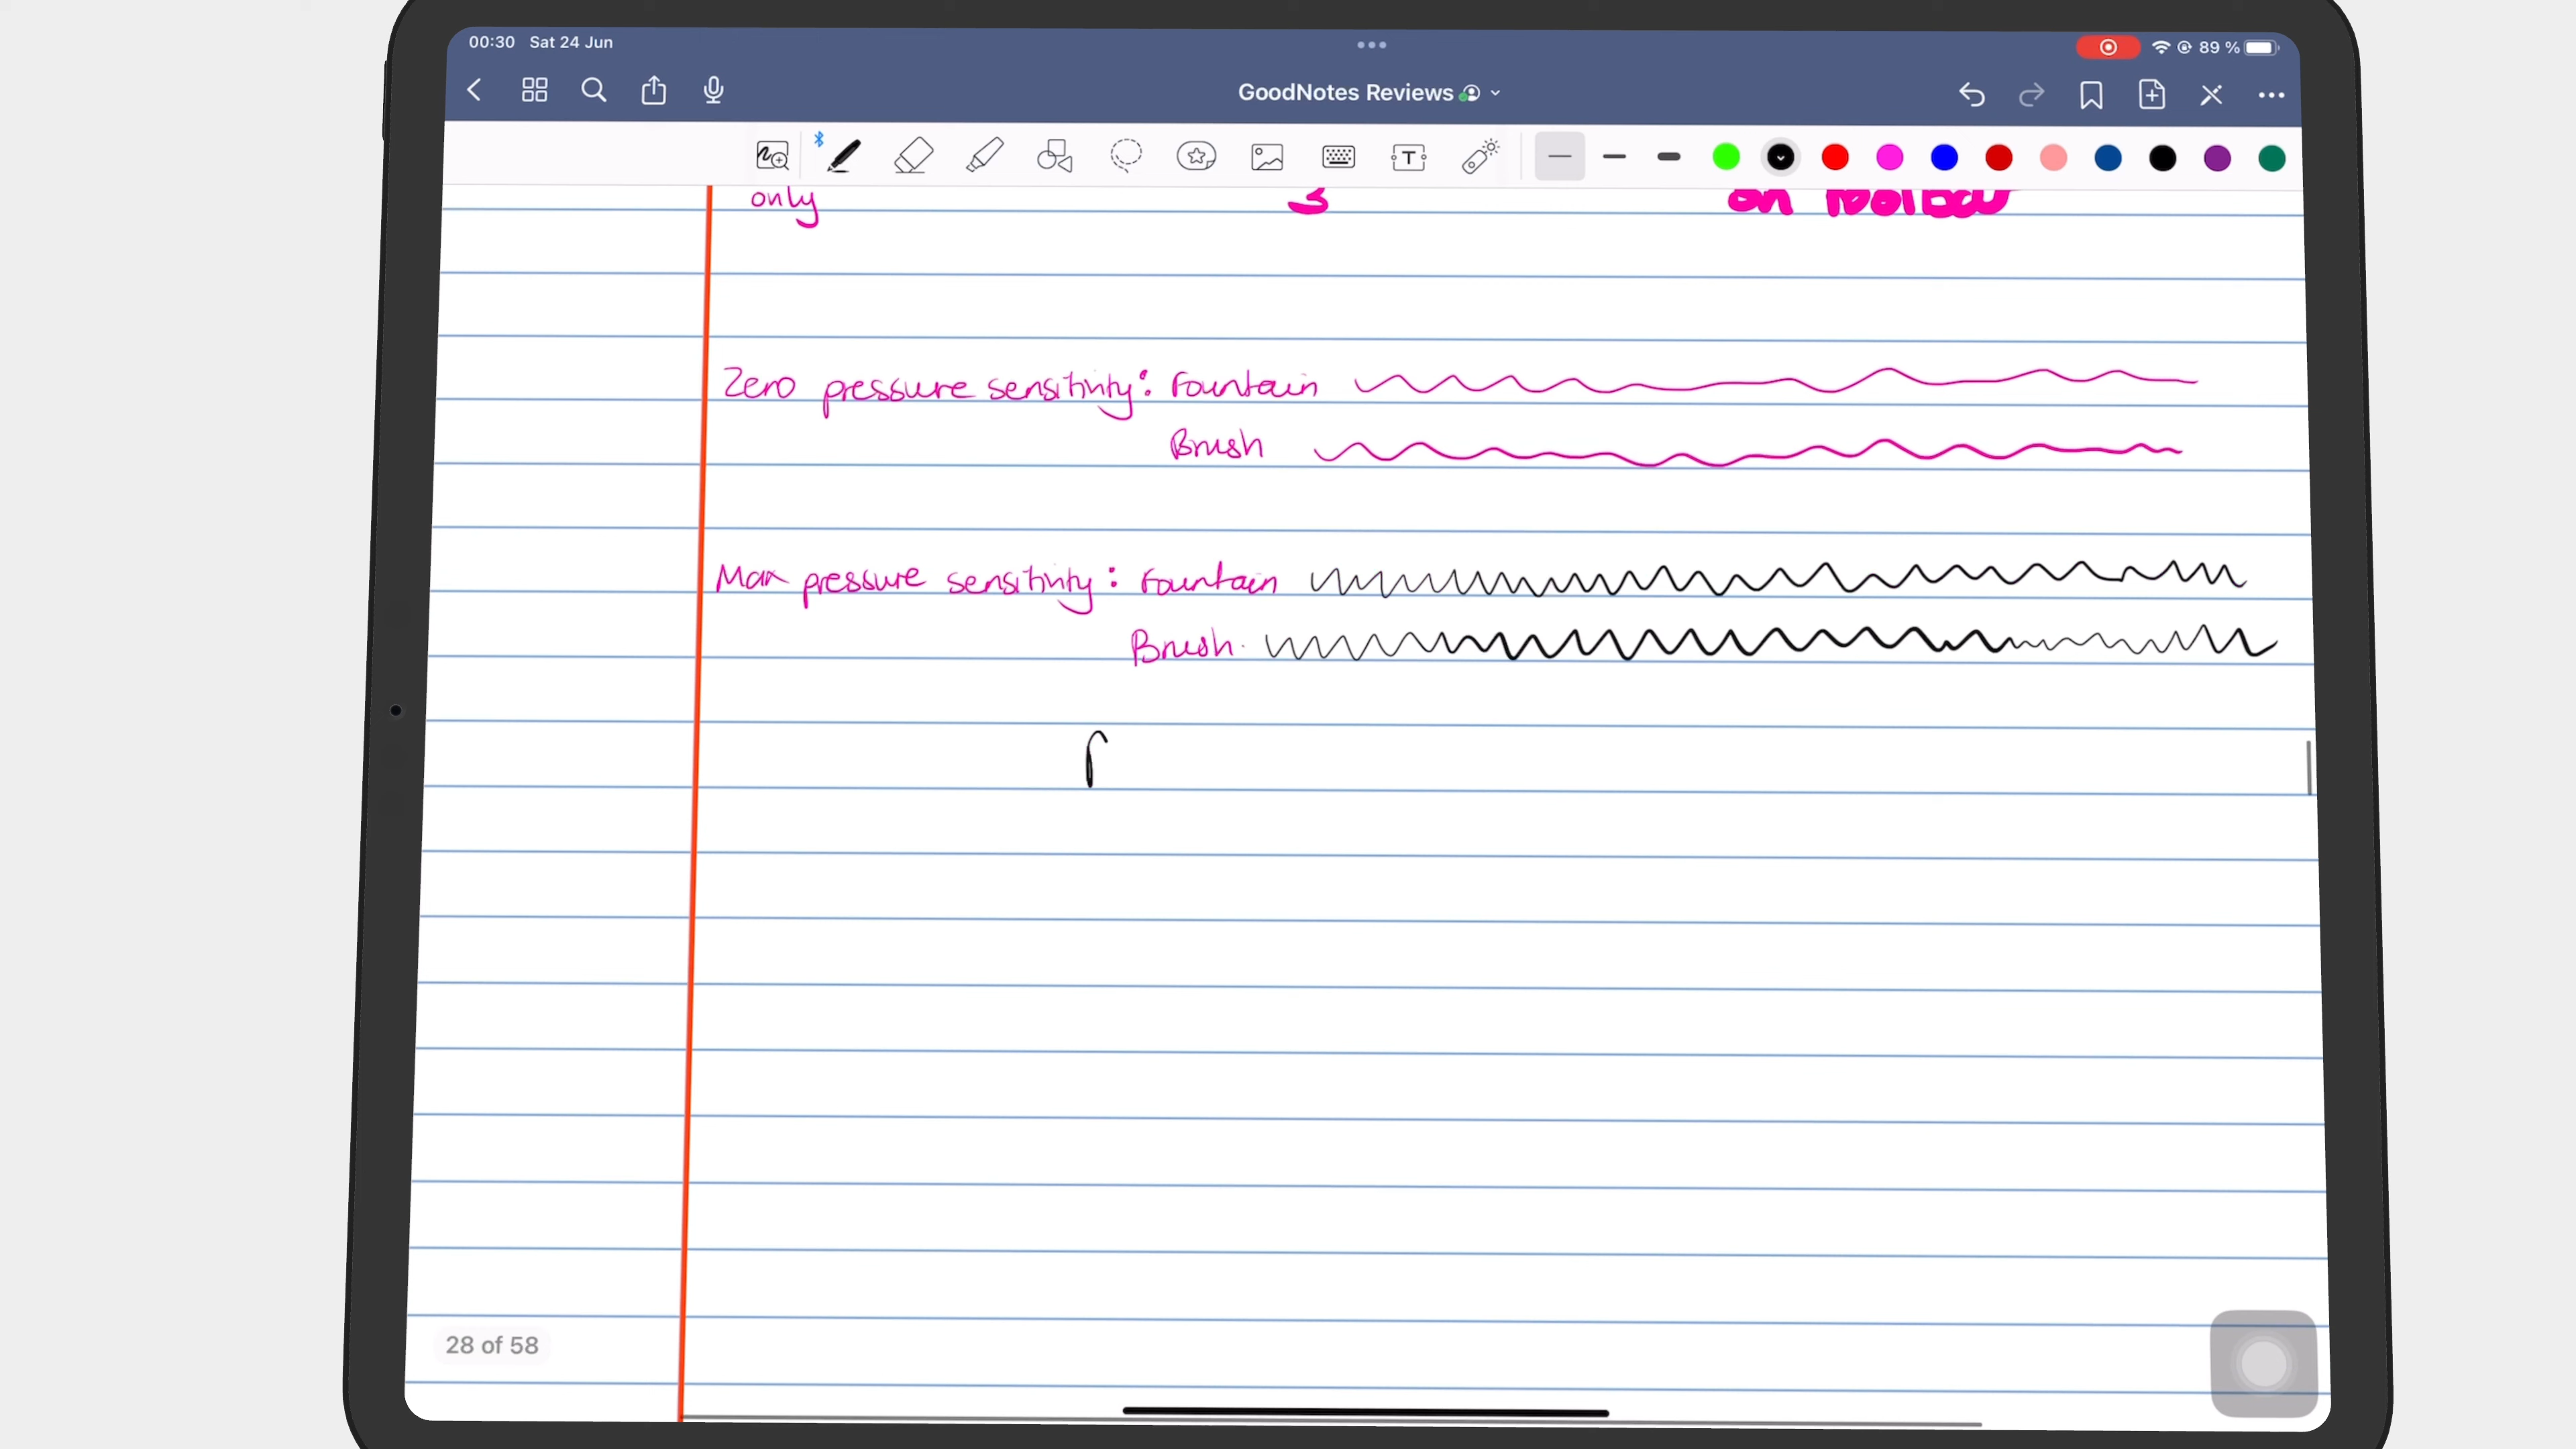 00:30 Sat 24 Jun
89 %
GoodNotes Reviews
T
only 3
Zero pressure sensitivity: Fountain
Brush
Max pressure sensitivity: Fountain
Brush
28 of 58